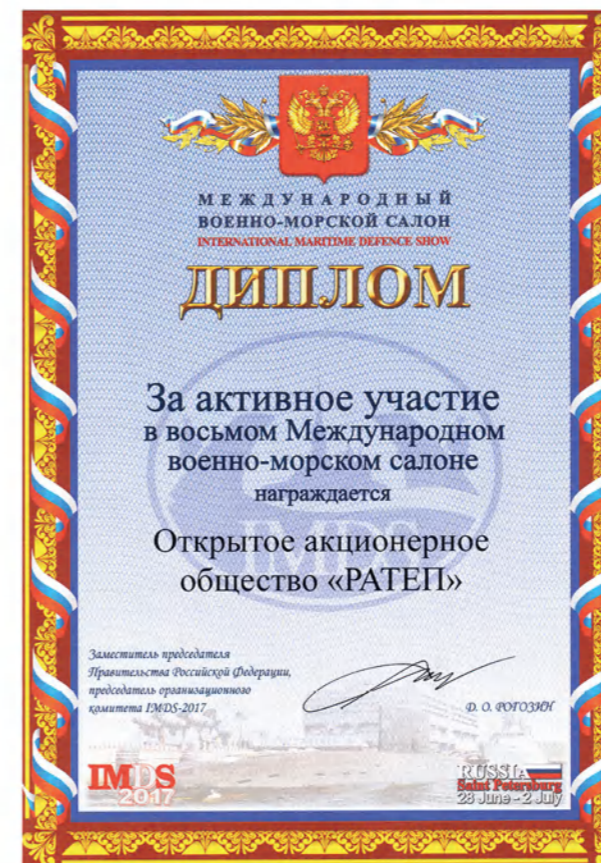 МЕЖДУНАРОДНЫЙ
ВОЕННО-МОРСКОЙ САЛОН
INTERNATIONAL MARITIME DEFENCE SHOW
ДИПЛОМ
За активное участие
в восьмом Международном
военно-морском салоне
награждается
IMDS
Открытое акционерное
общество «РАТЕП»
Заместитель председателя
Правительства Российской Федерации,
председатель организационного
комитета IMDS-2017
Д. О. РОГОЗИН
IMDS
2017
RUSSIA
Saint Petersburg
28 June - 2 July